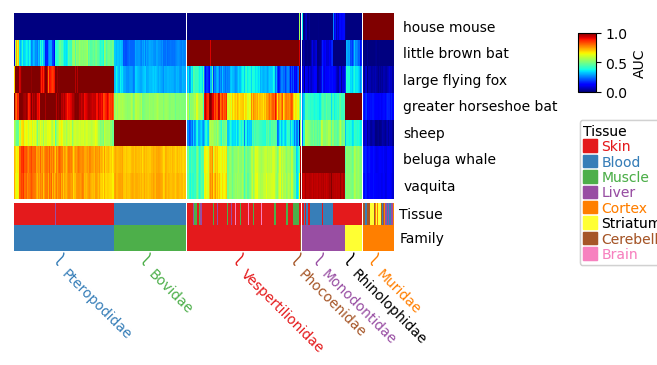 house mouse
little brown bat
large flying fox
greater horseshoe bat
sheep
beluga whale
vaquita
Tissue
Family
Pteropodidae
Bovidae
Vespertilionidae
Phocoenidae
Monodontidae
Rhinolophidae
Muridae
1.0
0.5
0.0
AUC
Tissue
Skin
Blood
Muscle
Liver
Cortex
Striatum
Cerebell
Brain